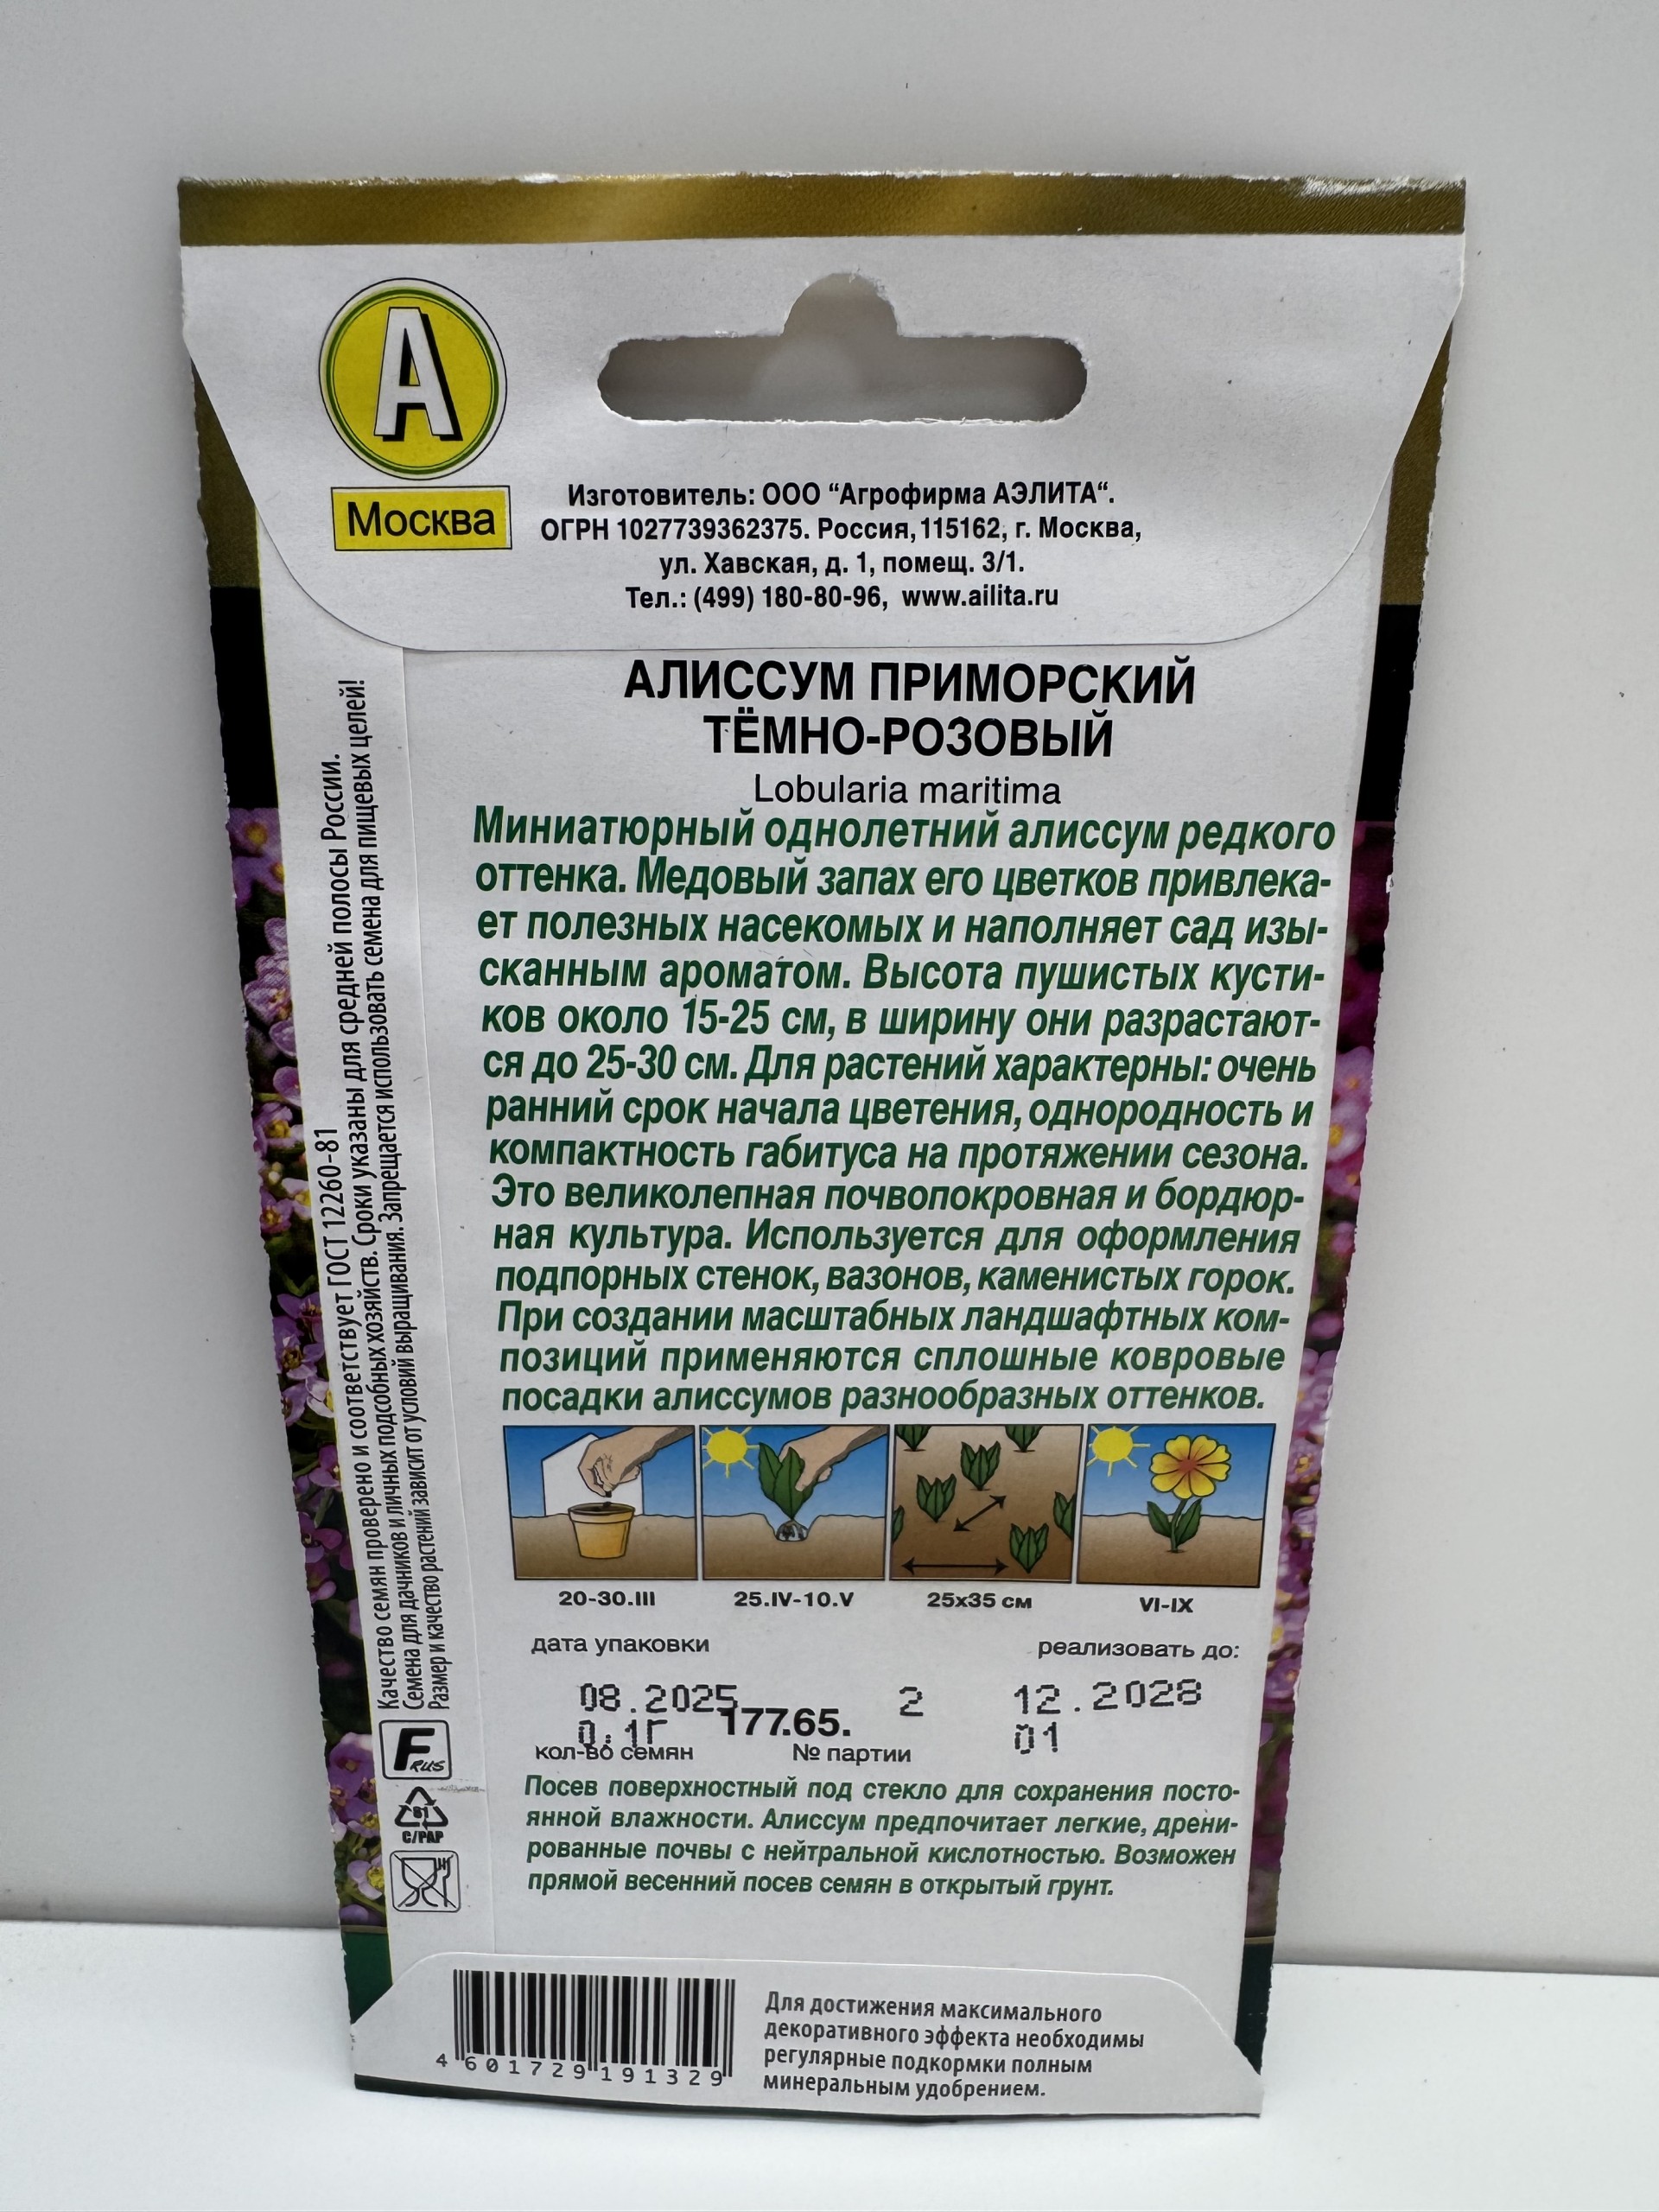 А
Москва
Изготовитель: ООО “Агрофирма АЭЛИТА“.
ОГРН 1027739362375. Россия, 115162, г. Москва,
ул. Хавская, д. 1, помещ. 3/1.
Тел.: (499) 180-80-96, www.ailita.ru
АЛИССУМ ПРИМОРСКИЙ
ТЁМНО-РОЗОВЫЙ
Lobularia maritima
Миниатюрный однолетний алиссум редкого
оттенка. Медовый запах его цветков привлека-
ет полезных насекомых и наполняет сад изы-
сканным ароматом. Высота пушистых кусти-
ков около 15-25 см, в ширину они разрастают-
ся до 25-30 см. Для растений характерны: очень
ранний срок начала цветения, однородность и
компактность габитуса на протяжении сезона.
Это великолепная почвопокровная и бордюр-
ная культура. Используется для оформления
подпорных стенок, вазонов, каменистых горок.
При создании масштабных ландшафтных ком-
позиций применяются сплошные ковровые
посадки алиссумов разнообразных оттенков.
20-30.III 25.IV-10.V 25х35 см VI-IX
дата упаковки реализовать до:
08.2025 2 12.2028
0.1Г 177.65. 01
кол-во семян № партии
Посев поверхностный под стекло для сохранения посто-
янной влажности. Алиссум предпочитает легкие, дрени-
рованные почвы с нейтральной кислотностью. Возможен
прямой весенний посев семян в открытый грунт.
Качество семян проверено и соответствует ГОСТ 12260-81
Семена для дачников и личных подсобных хозяйств. Сроки указаны для средней полосы России.
Размер и качество растений зависит от условий выращивания. Запрещается использовать семена для пищевых целей!
F RUS
81
C/PAP
4 601729 191329
Для достижения максимального
декоративного эффекта необходимы
регулярные подкормки полным
минеральным удобрением.